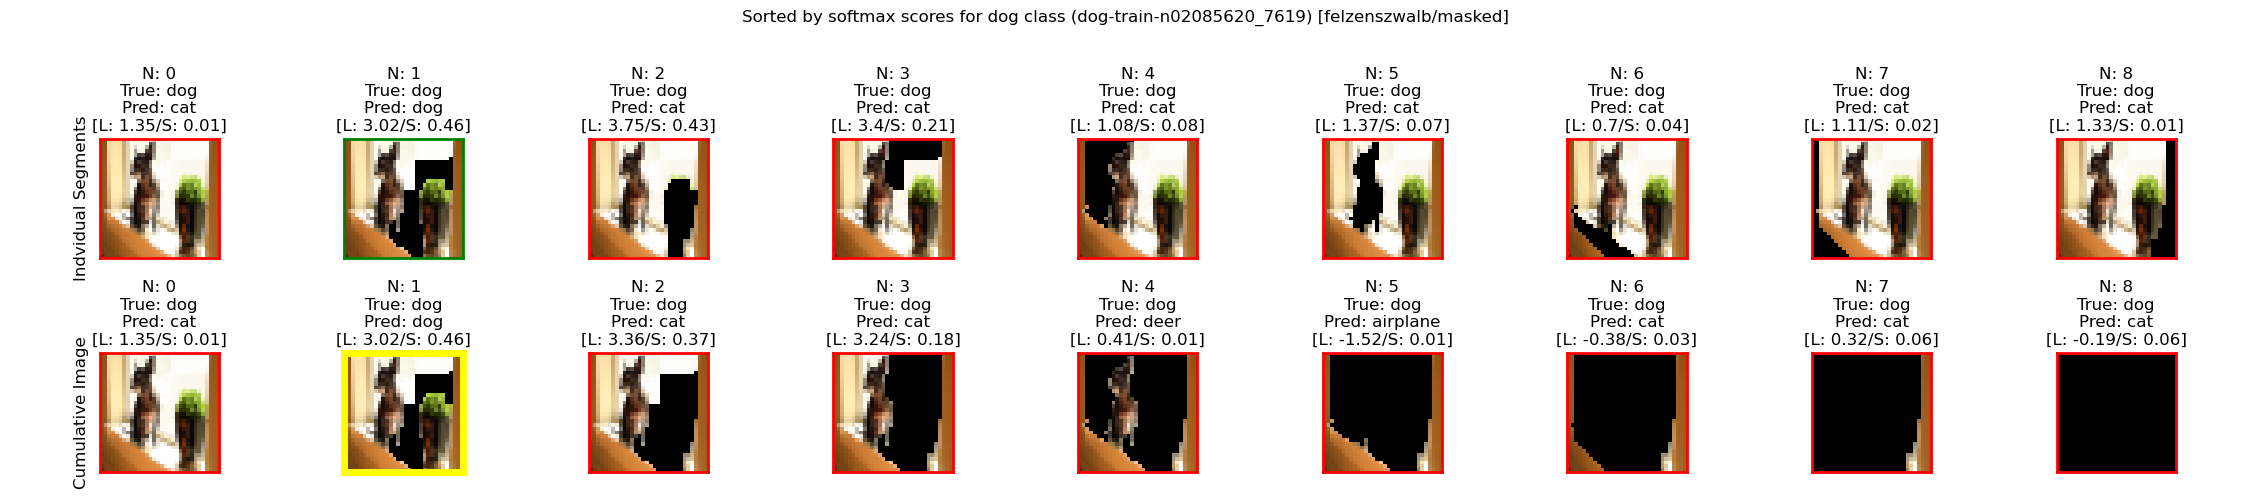 Sorted by softmax scores for dog class (dog-train-n02085620_7619) [felzenszwalb/masked]
Indvidual Segments
N: 0
True: dog
Pred: cat
[L: 1.35/S: 0.01]
N: 1
True: dog
Pred: dog
[L: 3.02/S: 0.46]
N: 2
True: dog
Pred: cat
[L: 3.75/S: 0.43]
N: 3
True: dog
Pred: cat
[L: 3.4/S: 0.21]
N: 4
True: dog
Pred: cat
[L: 1.08/S: 0.08]
N: 5
True: dog
Pred: cat
[L: 1.37/S: 0.07]
N: 6
True: dog
Pred: cat
[L: 0.7/S: 0.04]
N: 7
True: dog
Pred: cat
[L: 1.11/S: 0.02]
N: 8
True: dog
Pred: cat
[L: 1.33/S: 0.01]
Cumulative Image
N: 0
True: dog
Pred: cat
[L: 1.35/S: 0.01]
N: 1
True: dog
Pred: dog
[L: 3.02/S: 0.46]
N: 2
True: dog
Pred: cat
[L: 3.36/S: 0.37]
N: 3
True: dog
Pred: cat
[L: 3.24/S: 0.18]
N: 4
True: dog
Pred: deer
[L: 0.41/S: 0.01]
N: 5
True: dog
Pred: airplane
[L: -1.52/S: 0.01]
N: 6
True: dog
Pred: cat
[L: -0.38/S: 0.03]
N: 7
True: dog
Pred: cat
[L: 0.32/S: 0.06]
N: 8
True: dog
Pred: cat
[L: -0.19/S: 0.06]